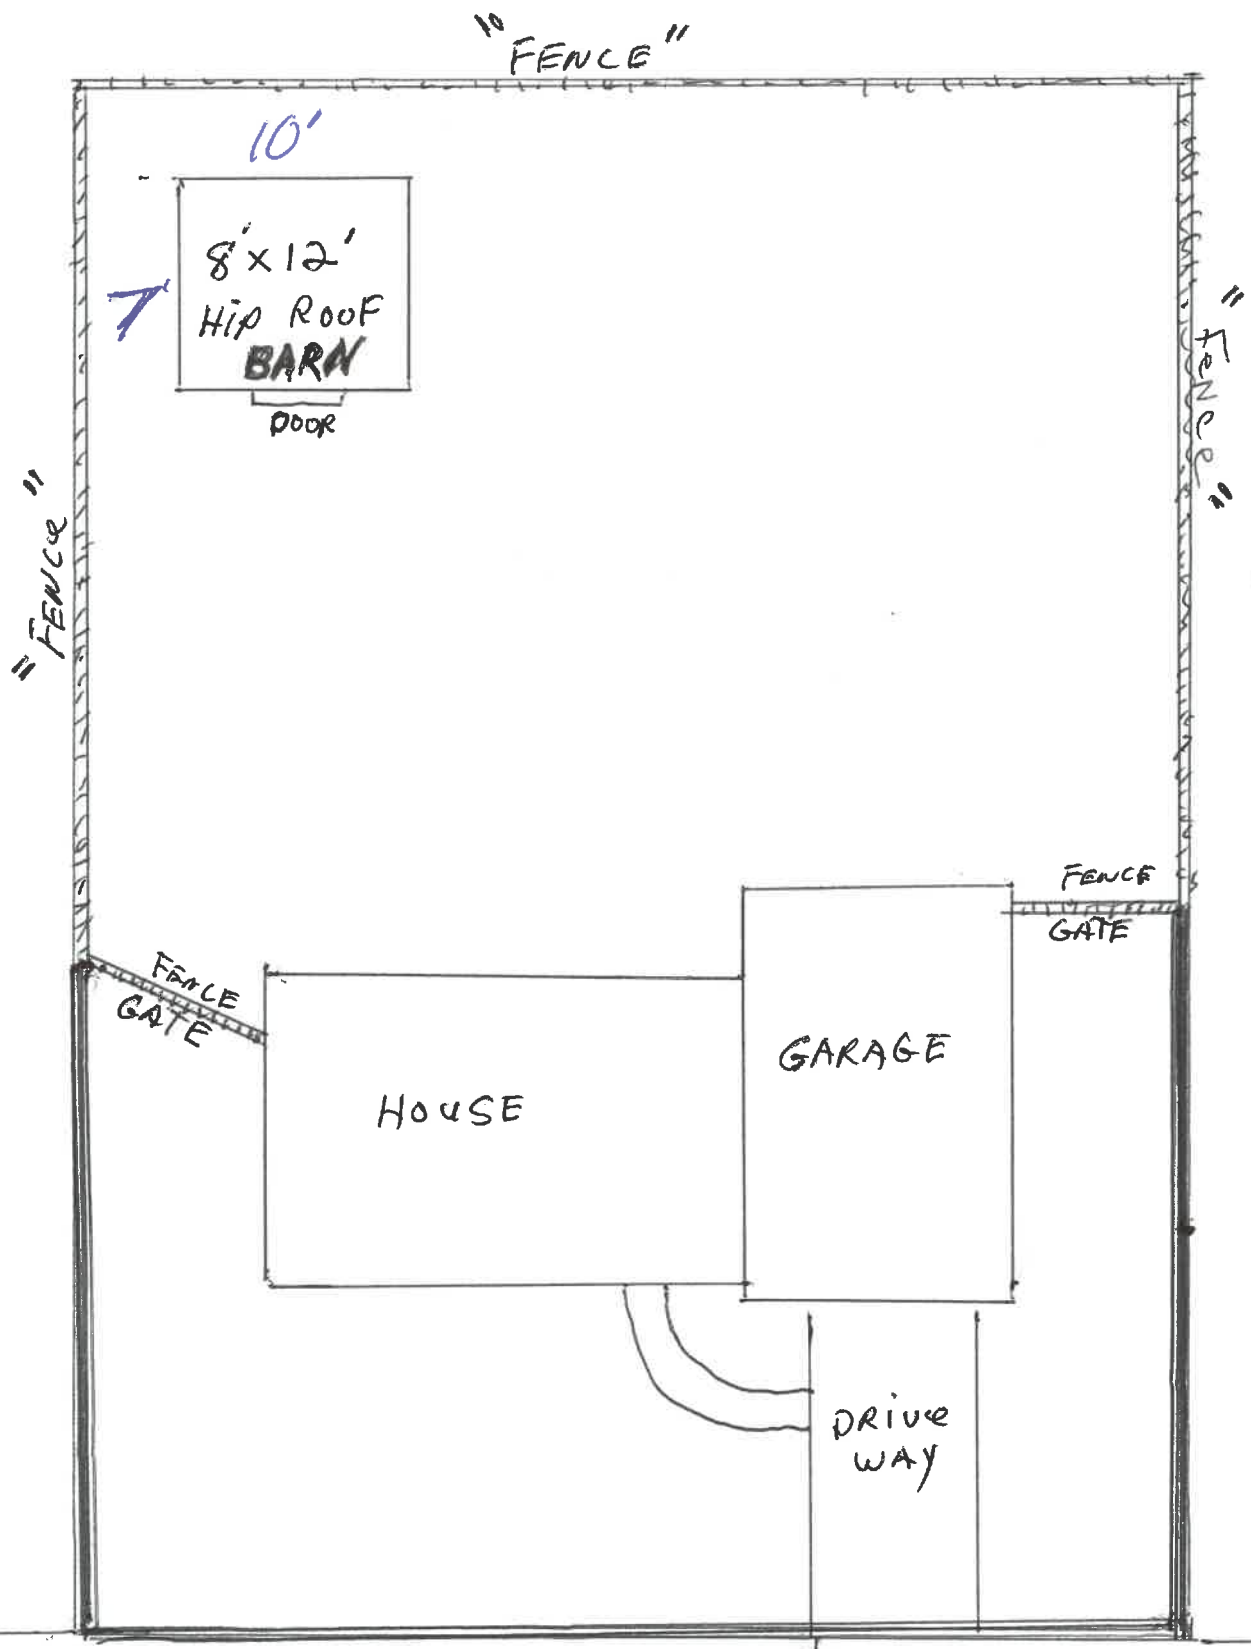 "FENCE"
10'
8'x12'
HiP ROOF
BARN
7'
DOOR
"FENCe"
"FeNCe"
FENCE
GATE
FENCE
GATE
HOUSE
GARAGE
DRiVe
WAY